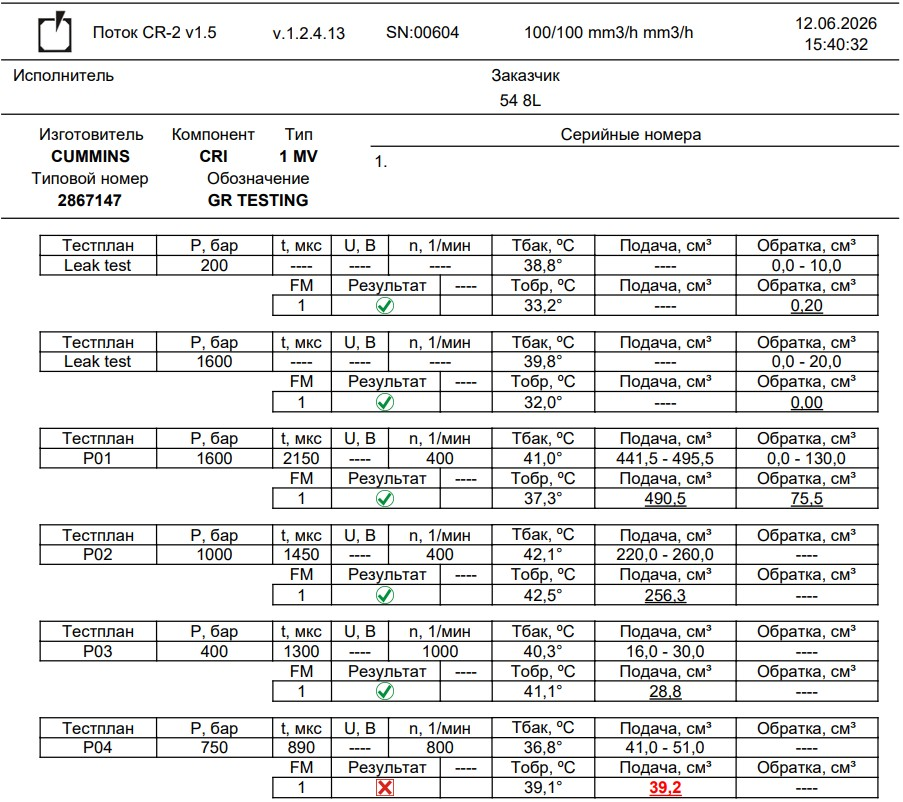 Поток CR-2 v1.5 v.1.2.4.13 SN:00604 100/100 mm3/h mm3/h 12.06.2026
15:40:32
Исполнитель Заказчик
54 8L
Изготовитель Компонент Тип Серийные номера
CUMMINS CRI 1 MV 1.
Типовой номер Обозначение
2867147 GR TESTING
Тестплан P, бар t, мкс U, В n, 1/мин Тбак, ºC Подача, см³ Обратка, см³
Leak test 200 ---- ---- ---- 38,8° ---- 0,0 - 10,0
FM Результат ---- Тобр, ºC Подача, см³ Обратка, см³
1 33,2° ---- 0,20
Тестплан P, бар t, мкс U, В n, 1/мин Тбак, ºC Подача, см³ Обратка, см³
Leak test 1600 ---- ---- ---- 39,8° ---- 0,0 - 20,0
FM Результат ---- Тобр, ºC Подача, см³ Обратка, см³
1 32,0° ---- 0,00
Тестплан P, бар t, мкс U, В n, 1/мин Тбак, ºC Подача, см³ Обратка, см³
P01 1600 2150 ---- 400 41,0° 441,5 - 495,5 0,0 - 130,0
FM Результат ---- Тобр, ºC Подача, см³ Обратка, см³
1 37,3° 490,5 75,5
Тестплан P, бар t, мкс U, В n, 1/мин Тбак, ºC Подача, см³ Обратка, см³
P02 1000 1450 ---- 400 42,1° 220,0 - 260,0 ----
FM Результат ---- Тобр, ºC Подача, см³ Обратка, см³
1 42,5° 256,3 ----
Тестплан P, бар t, мкс U, В n, 1/мин Тбак, ºC Подача, см³ Обратка, см³
P03 400 1300 ---- 1000 40,3° 16,0 - 30,0 ----
FM Результат ---- Тобр, ºC Подача, см³ Обратка, см³
1 41,1° 28,8 ----
Тестплан P, бар t, мкс U, В n, 1/мин Тбак, ºC Подача, см³ Обратка, см³
P04 750 890 ---- 800 36,8° 41,0 - 51,0 ----
FM Результат ---- Тобр, ºC Подача, см³ Обратка, см³
1 39,1° 39,2 ----